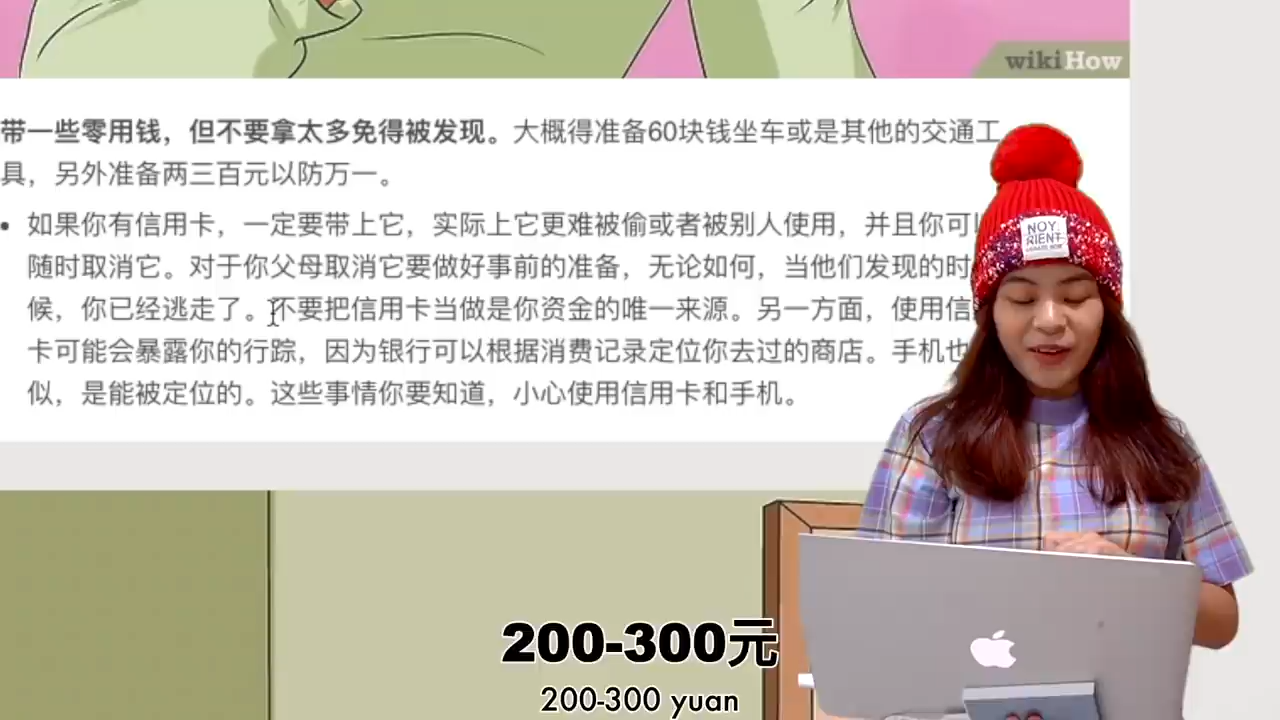 wikiHow
带一些零用钱，但不要拿太多免得被发现。大概得准备60块钱坐车或是其他的交通工
具，另外准备两三百元以防万一。
• 如果你有信用卡，一定要带上它，实际上它更难被偷或者被别人使用，并且你可
随时取消它。对于你父母取消它要做好事前的准备，无论如何，当他们发现的时
候，你已经逃走了。不要把信用卡当做是你资金的唯一来源。另一方面，使用信
卡可能会暴露你的行踪，因为银行可以根据消费记录定位你去过的商店。手机也
似，是能被定位的。这些事情你要知道，小心使用信用卡和手机。
NOY
RIENT
200-300元
200-300 yuan